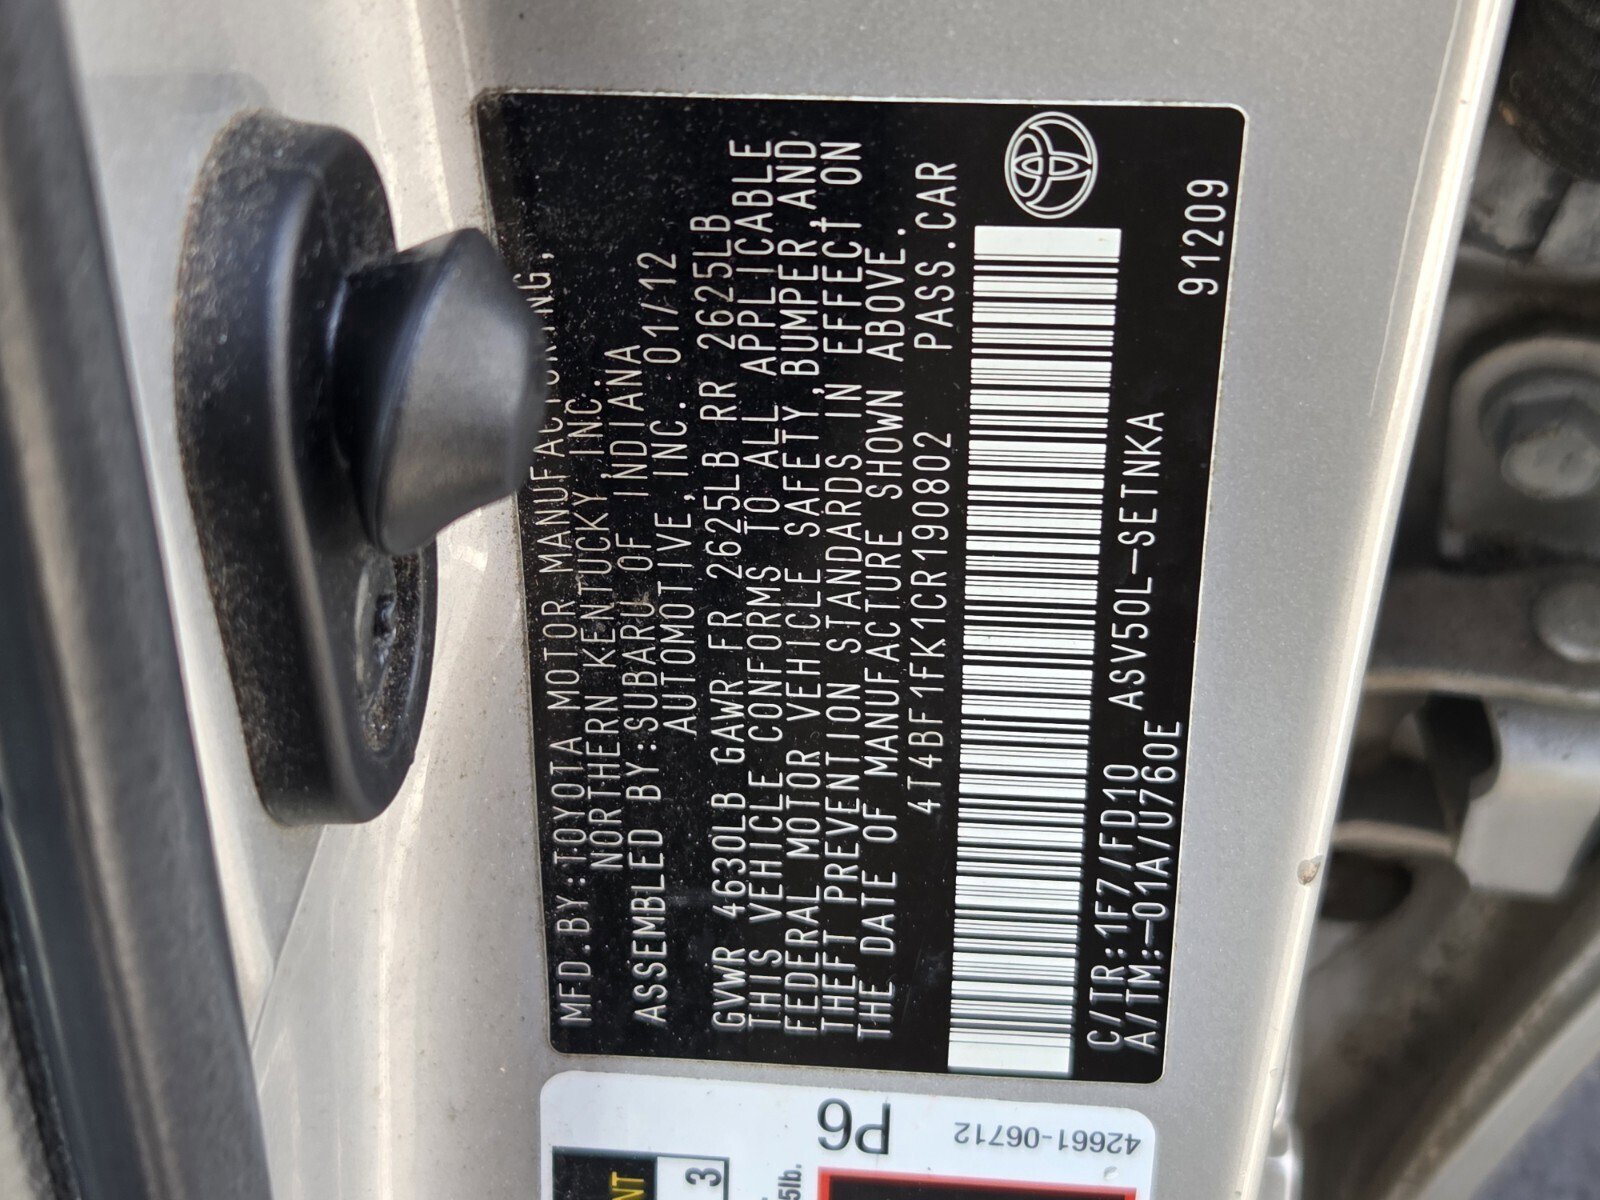 MFD.BY:TOYOTA MOTOR MANUFACTURING,
NORTHERN KENTUCKY INC.
ASSEMBLED BY:SUBARU OF INDIANA
AUTOMOTIVE,INC. 01/12
GVWR 4630LB GAWR FR 2625LB RR 2625LB
THIS VEHICLE CONFORMS TO ALL APPLICABLE
FEDERAL MOTOR VEHICLE SAFETY,BUMPER,AND
THEFT PREVENTION STANDARDS IN EFFECT ON
THE DATE OF MANUFACTURE SHOWN ABOVE.
4T4BF1FK1CR190802 PASS.CAR
C/TR:1F7/FD10 ASV50L-SETNKA
A/TM:-01A/U760E 91209
42661-06712
P6
5lb.
3
NT